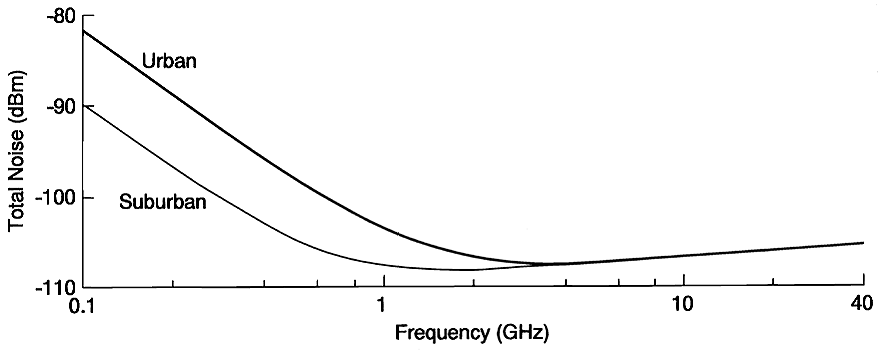 -80
Urban
-90
Total Noise (dBm)
-100
Suburban
-110
0.1 1 10 40
Frequency (GHz)